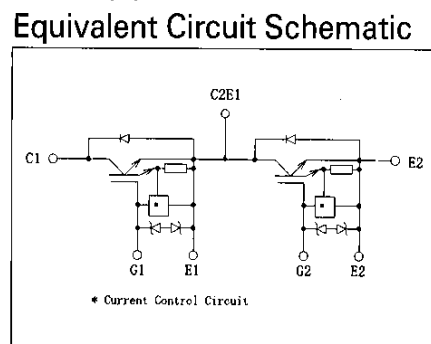 Equivalent Circuit Schematic
C2E1
C1
E2
*
*
G1
E1
G2
E2
* Current Control Circuit